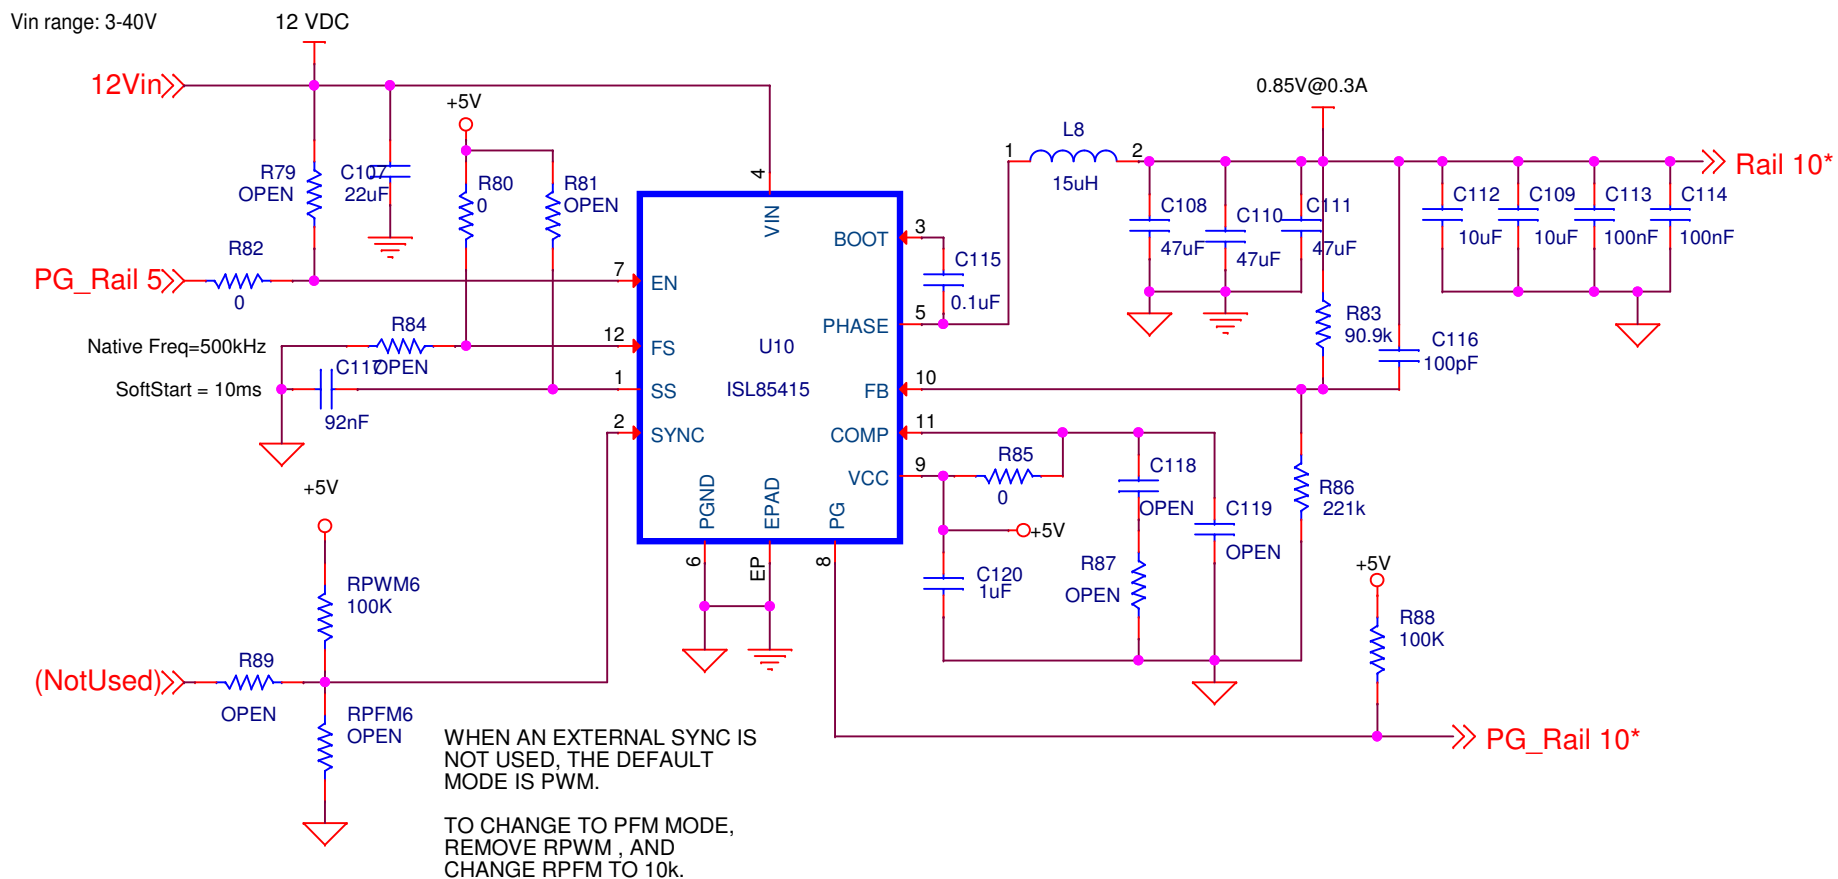 Vin range: 3-40V
12 VDC
12Vin
+5V
0.85V@0.3A
R79
OPEN
C107
22uF
R80
0
R81
OPEN
4
VIN
1
L8
2
15uH
Rail 10*
C108
47uF
C110
47uF
C111
47uF
C112
10uF
C109
10uF
C113
100nF
C114
100nF
R82
0
PG_Rail 5
7
EN
BOOT
3
C115
0.1uF
PHASE
5
R83
90.9k
C116
100pF
Native Freq=500kHz
R84
OPEN
12
FS
U10
ISL85415
SoftStart = 10ms
C117
92nF
1
SS
FB
10
2
SYNC
COMP
11
VCC
9
R85
0
C118
OPEN
C119
OPEN
R86
221k
PGND
EPAD
PG
6
EP
8
+5V
+5V
C120
1uF
R87
OPEN
+5V
R88
100K
RPWM6
100K
(NotUsed)
R89
OPEN
RPFM6
OPEN
PG_Rail 10*
WHEN AN EXTERNAL SYNC IS
NOT USED, THE DEFAULT
MODE IS PWM.
TO CHANGE TO PFM MODE,
REMOVE RPWM , AND
CHANGE RPFM TO 10k.